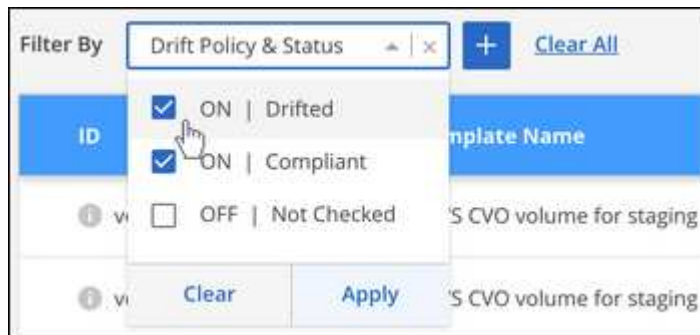 Filter By Drift Policy & Status × + Clear All
ON | Drifted
ID mplate Name
ON | Compliant
OFF | Not Checked 'S CVO volume for staging
Clear Apply 'S CVO volume for staging